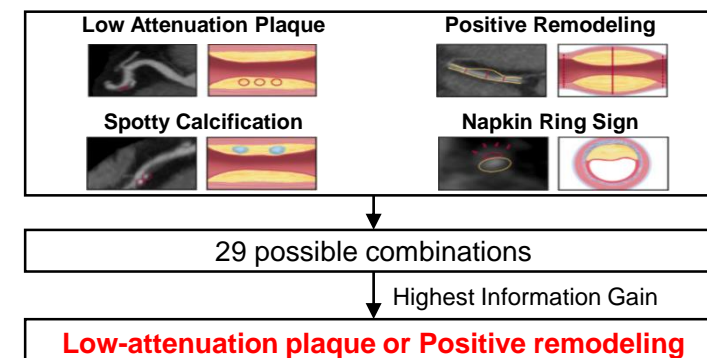 Low Attenuation Plaque
Positive Remodeling
Spotty Calcification
Napkin Ring Sign
29 possible combinations
Highest Information Gain
Low-attenuation plaque or Positive remodeling